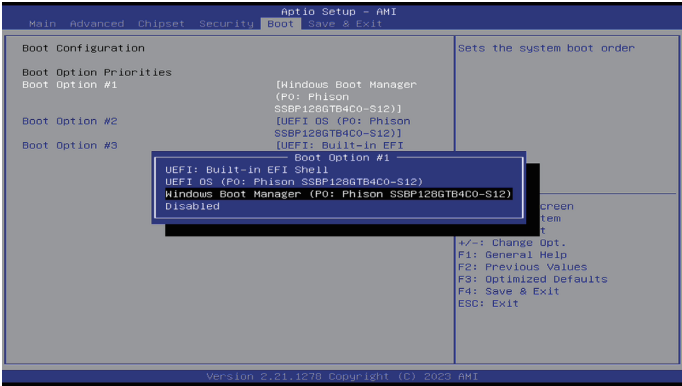 Aptio Setup – AMI
Main Advanced Chipset Security Boot Save & Exit
Boot Configuration
Boot Option Priorities
Boot Option #1 [Windows Boot Manager
(P0: Phison
SSBP128GTB4C0-S12)]
Boot Option #2 [UEFI OS (P0: Phison
SSBP128GTB4C0-S12)]
Boot Option #3 [UEFI: Built-in EFI
Sets the system boot order
Boot Option #1
UEFI: Built-in EFI Shell
UEFI OS (P0: Phison SSBP128GTB4C0-S12)
Windows Boot Manager (P0: Phison SSBP128GTB4C0-S12)
Disabled
creen
tem
t
+/-: Change Opt.
F1: General Help
F2: Previous Values
F3: Optimized Defaults
F4: Save & Exit
ESC: Exit
Version 2.21.1278 Copyright (C) 2023 AMI